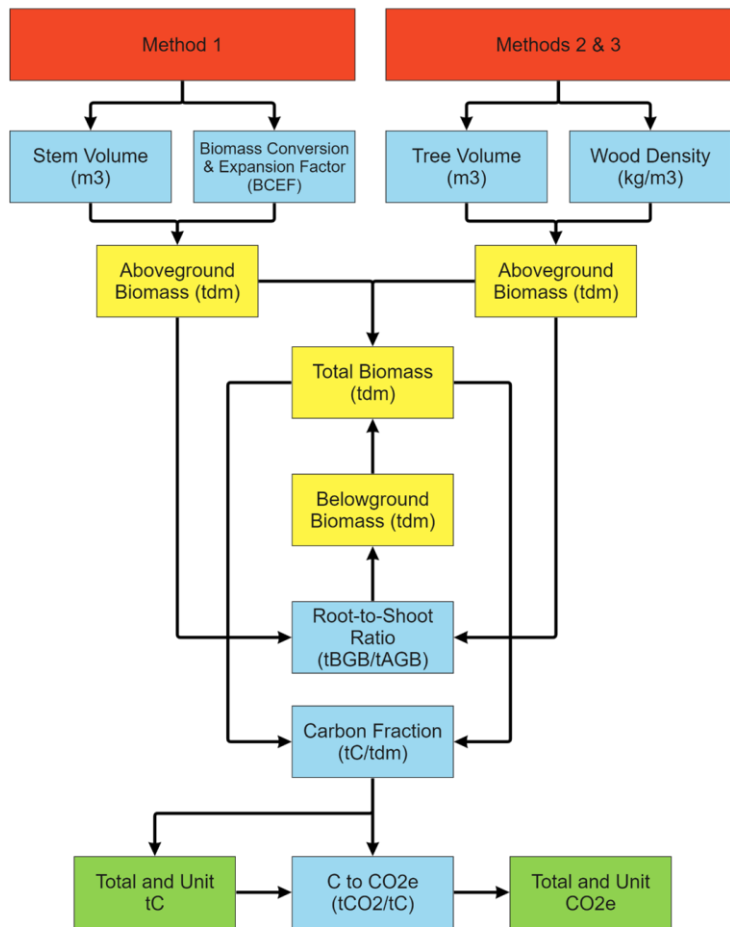 Method 1
Methods 2 & 3
Stem Volume
(m3)
Biomass Conversion
& Expansion Factor
(BCEF)
Tree Volume
(m3)
Wood Density
(kg/m3)
Aboveground
Biomass (tdm)
Aboveground
Biomass (tdm)
Total Biomass
(tdm)
Belowground
Biomass (tdm)
Root-to-Shoot
Ratio
(tBGB/tAGB)
Carbon Fraction
(tC/tdm)
Total and Unit
tC
C to CO2e
(tCO2/tC)
Total and Unit
CO2e